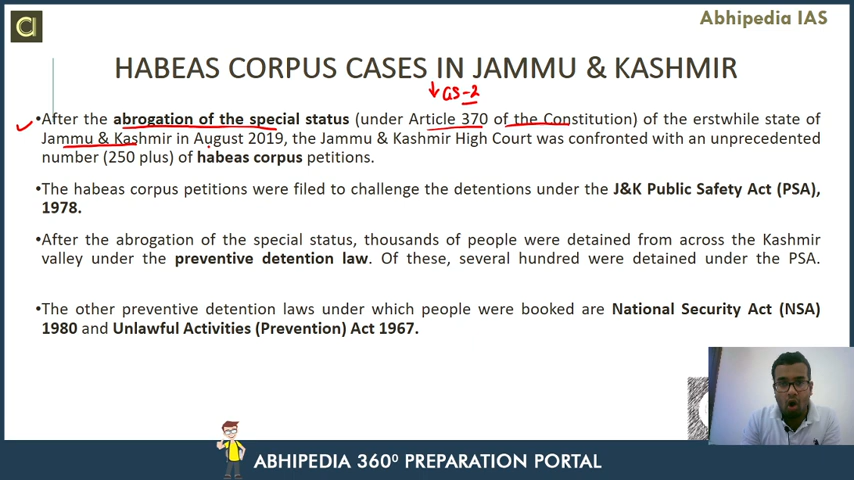 Abhipedia IAS
HABEAS CORPUS CASES IN JAMMU & KASHMIR
GS-2
•After the abrogation of the special status (under Article 370 of the Constitution) of the erstwhile state of
Jammu & Kashmir in August 2019, the Jammu & Kashmir High Court was confronted with an unprecedented
number (250 plus) of habeas corpus petitions.
•The habeas corpus petitions were filed to challenge the detentions under the J&K Public Safety Act (PSA),
1978.
•After the abrogation of the special status, thousands of people were detained from across the Kashmir
valley under the preventive detention law. Of these, several hundred were detained under the PSA.
•The other preventive detention laws under which people were booked are National Security Act (NSA)
1980 and Unlawful Activities (Prevention) Act 1967.
ABHIPEDIA 360⁰ PREPARATION PORTAL